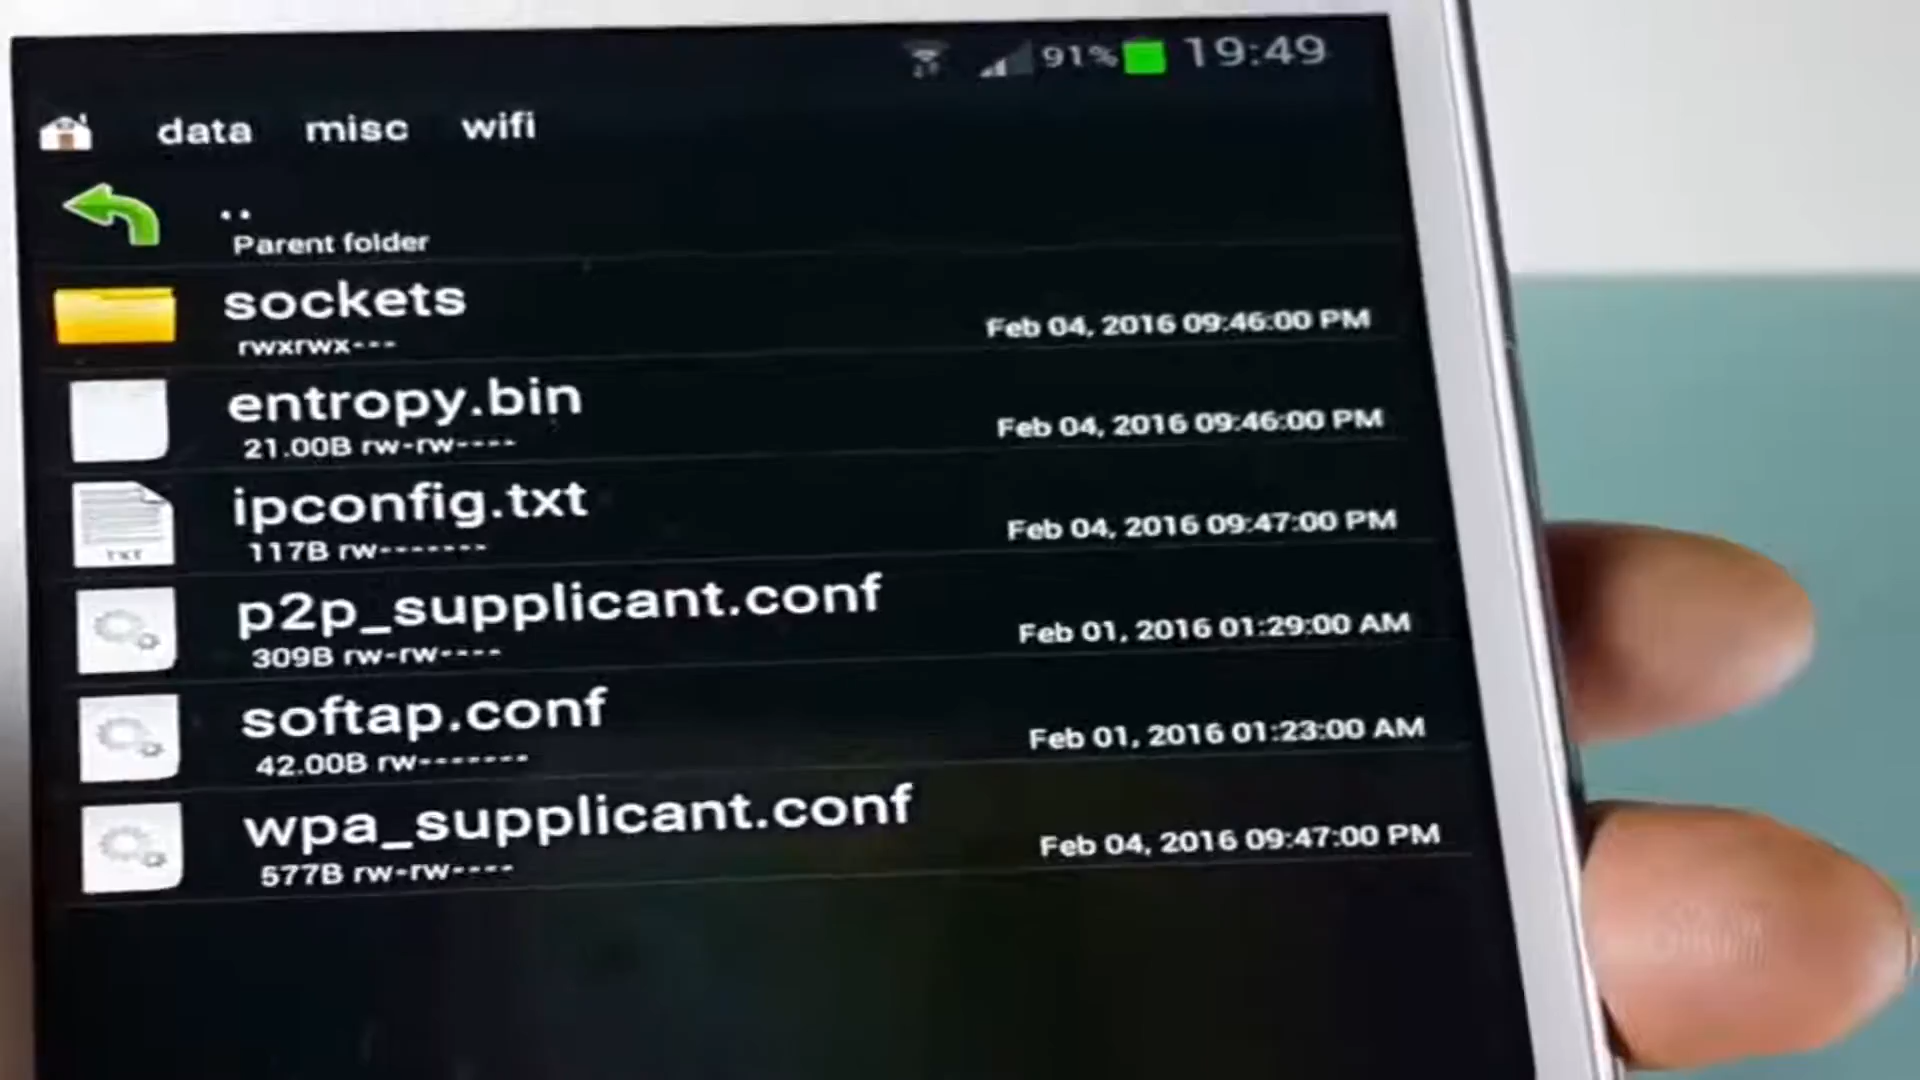 91% 19:49
data misc wifi
..
Parent folder
sockets
rwxrwx---
Feb 04, 2016 09:46:00 PM
entropy.bin
21.00B rw-rw----
Feb 04, 2016 09:46:00 PM
ipconfig.txt
117B rw-------
Feb 04, 2016 09:47:00 PM
TXT
p2p_supplicant.conf
309B rw-rw----
Feb 01, 2016 01:29:00 AM
softap.conf
42.00B rw-------
Feb 01, 2016 01:23:00 AM
wpa_supplicant.conf
577B rw-rw----
Feb 04, 2016 09:47:00 PM